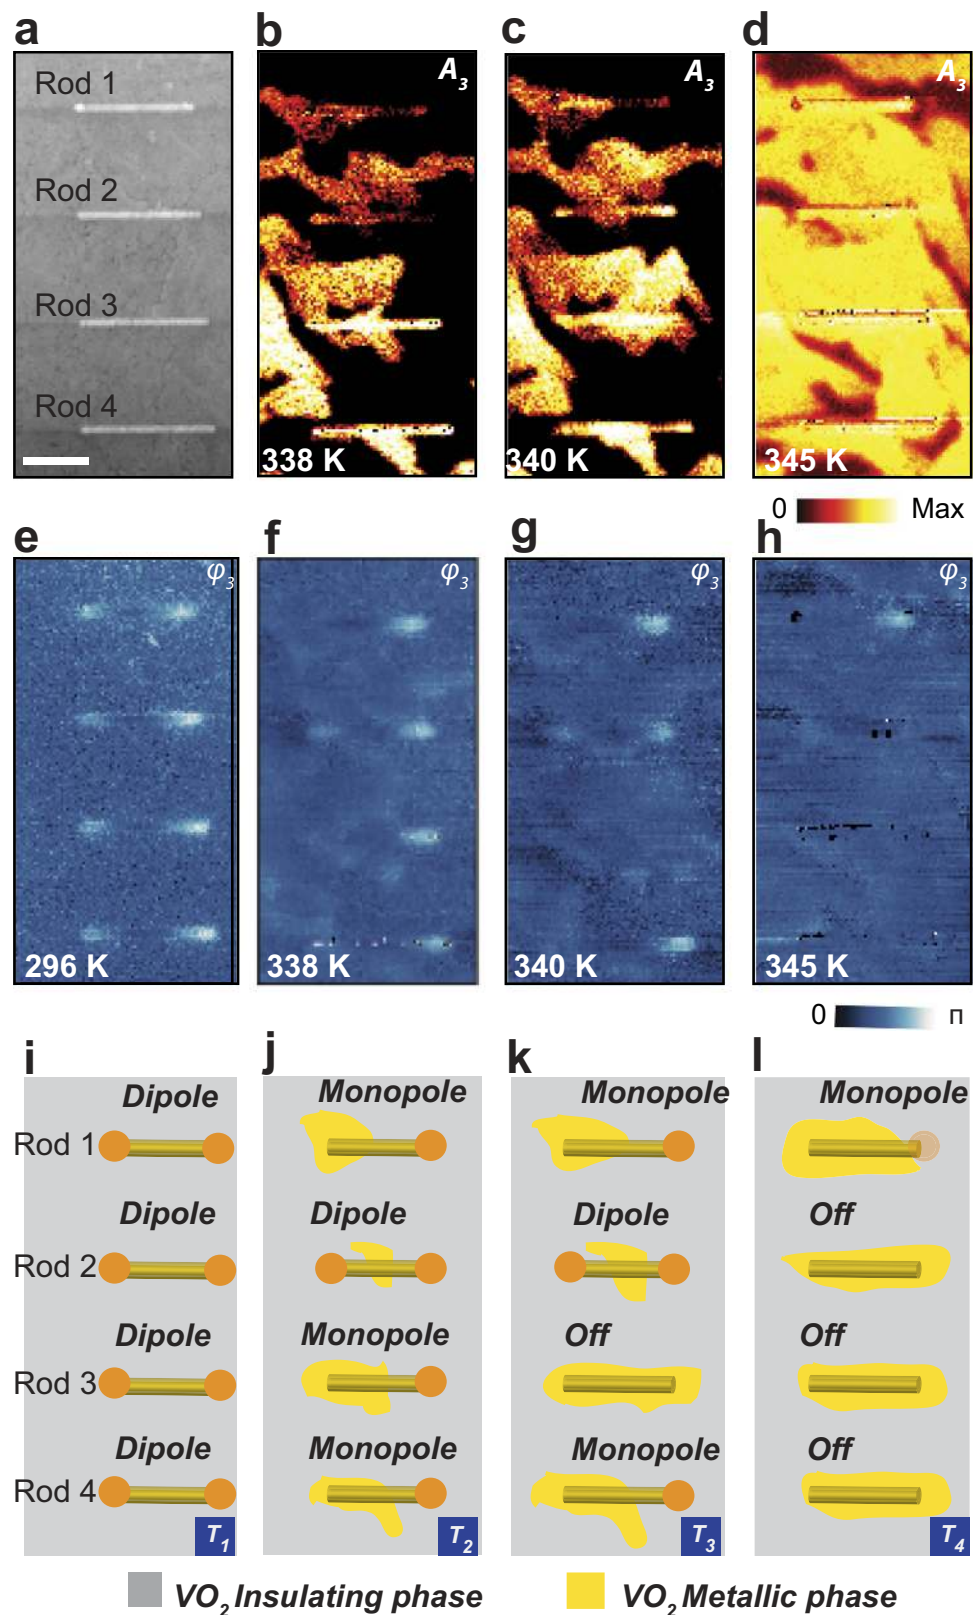 a b c d
Rod 1
Rod 2
Rod 3
Rod 4
A3
338 K
A3
340 K
A3
345 K
0 Max
e f g h
φ3
296 K
φ3
338 K
φ3
340 K
φ3
345 K
0 π
i j k l
Dipole Monopole Monopole Monopole
Rod 1
Dipole Dipole Dipole Off
Rod 2
Dipole Monopole Off Off
Rod 3
Dipole Monopole Monopole Off
Rod 4
T1 T2 T3 T4
VO2 Insulating phase VO2 Metallic phase